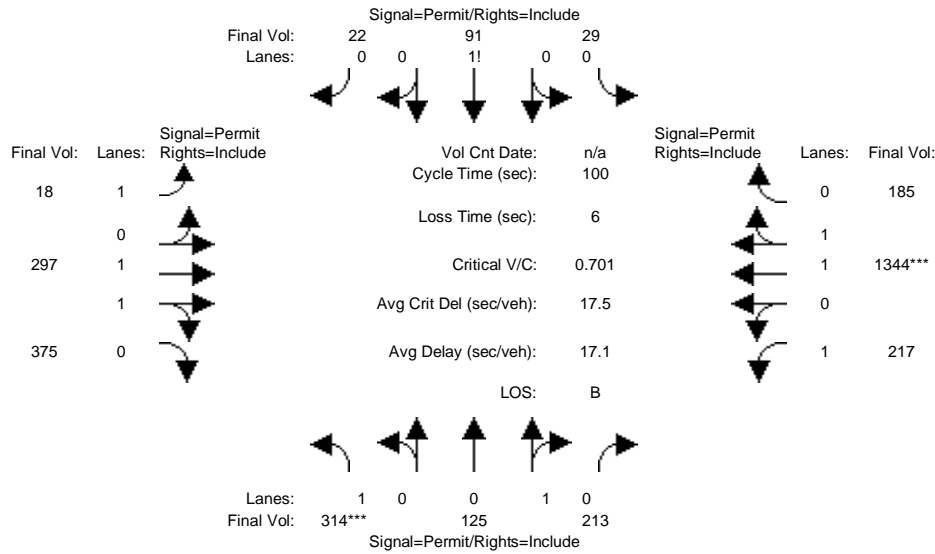 Signal=Permit/Rights=Include
Final Vol: 22 91 29
Lanes: 0 0 1! 0 0
Signal=Permit
Final Vol: Lanes: Rights=Include
Vol Cnt Date: n/a
Signal=Permit
Rights=Include Lanes: Final Vol:
Cycle Time (sec): 100
18 1
0 185
Loss Time (sec): 6
0
1
297 1
Critical V/C: 0.701
1 1344***
1
Avg Crit Del (sec/veh): 17.5
0
375 0
Avg Delay (sec/veh): 17.1
1 217
LOS: B
Lanes: 1 0 0 1 0
Final Vol: 314*** 125 213
Signal=Permit/Rights=Include